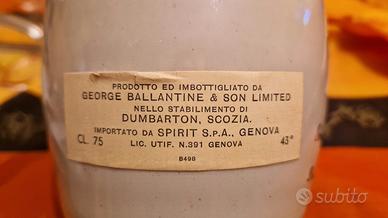 PRODOTTO ED IMBOTTIGLIATO DA
GEORGE BALLANTINE & SON LIMITED
NELLO STABILIMENTO DI
DUMBARTON, SCOZIA.
IMPORTATO DA SPIRIT S.P.A., GENOVA
CL. 75 LIC. UTIF. N.391 GENOVA 43°
B49B
subito